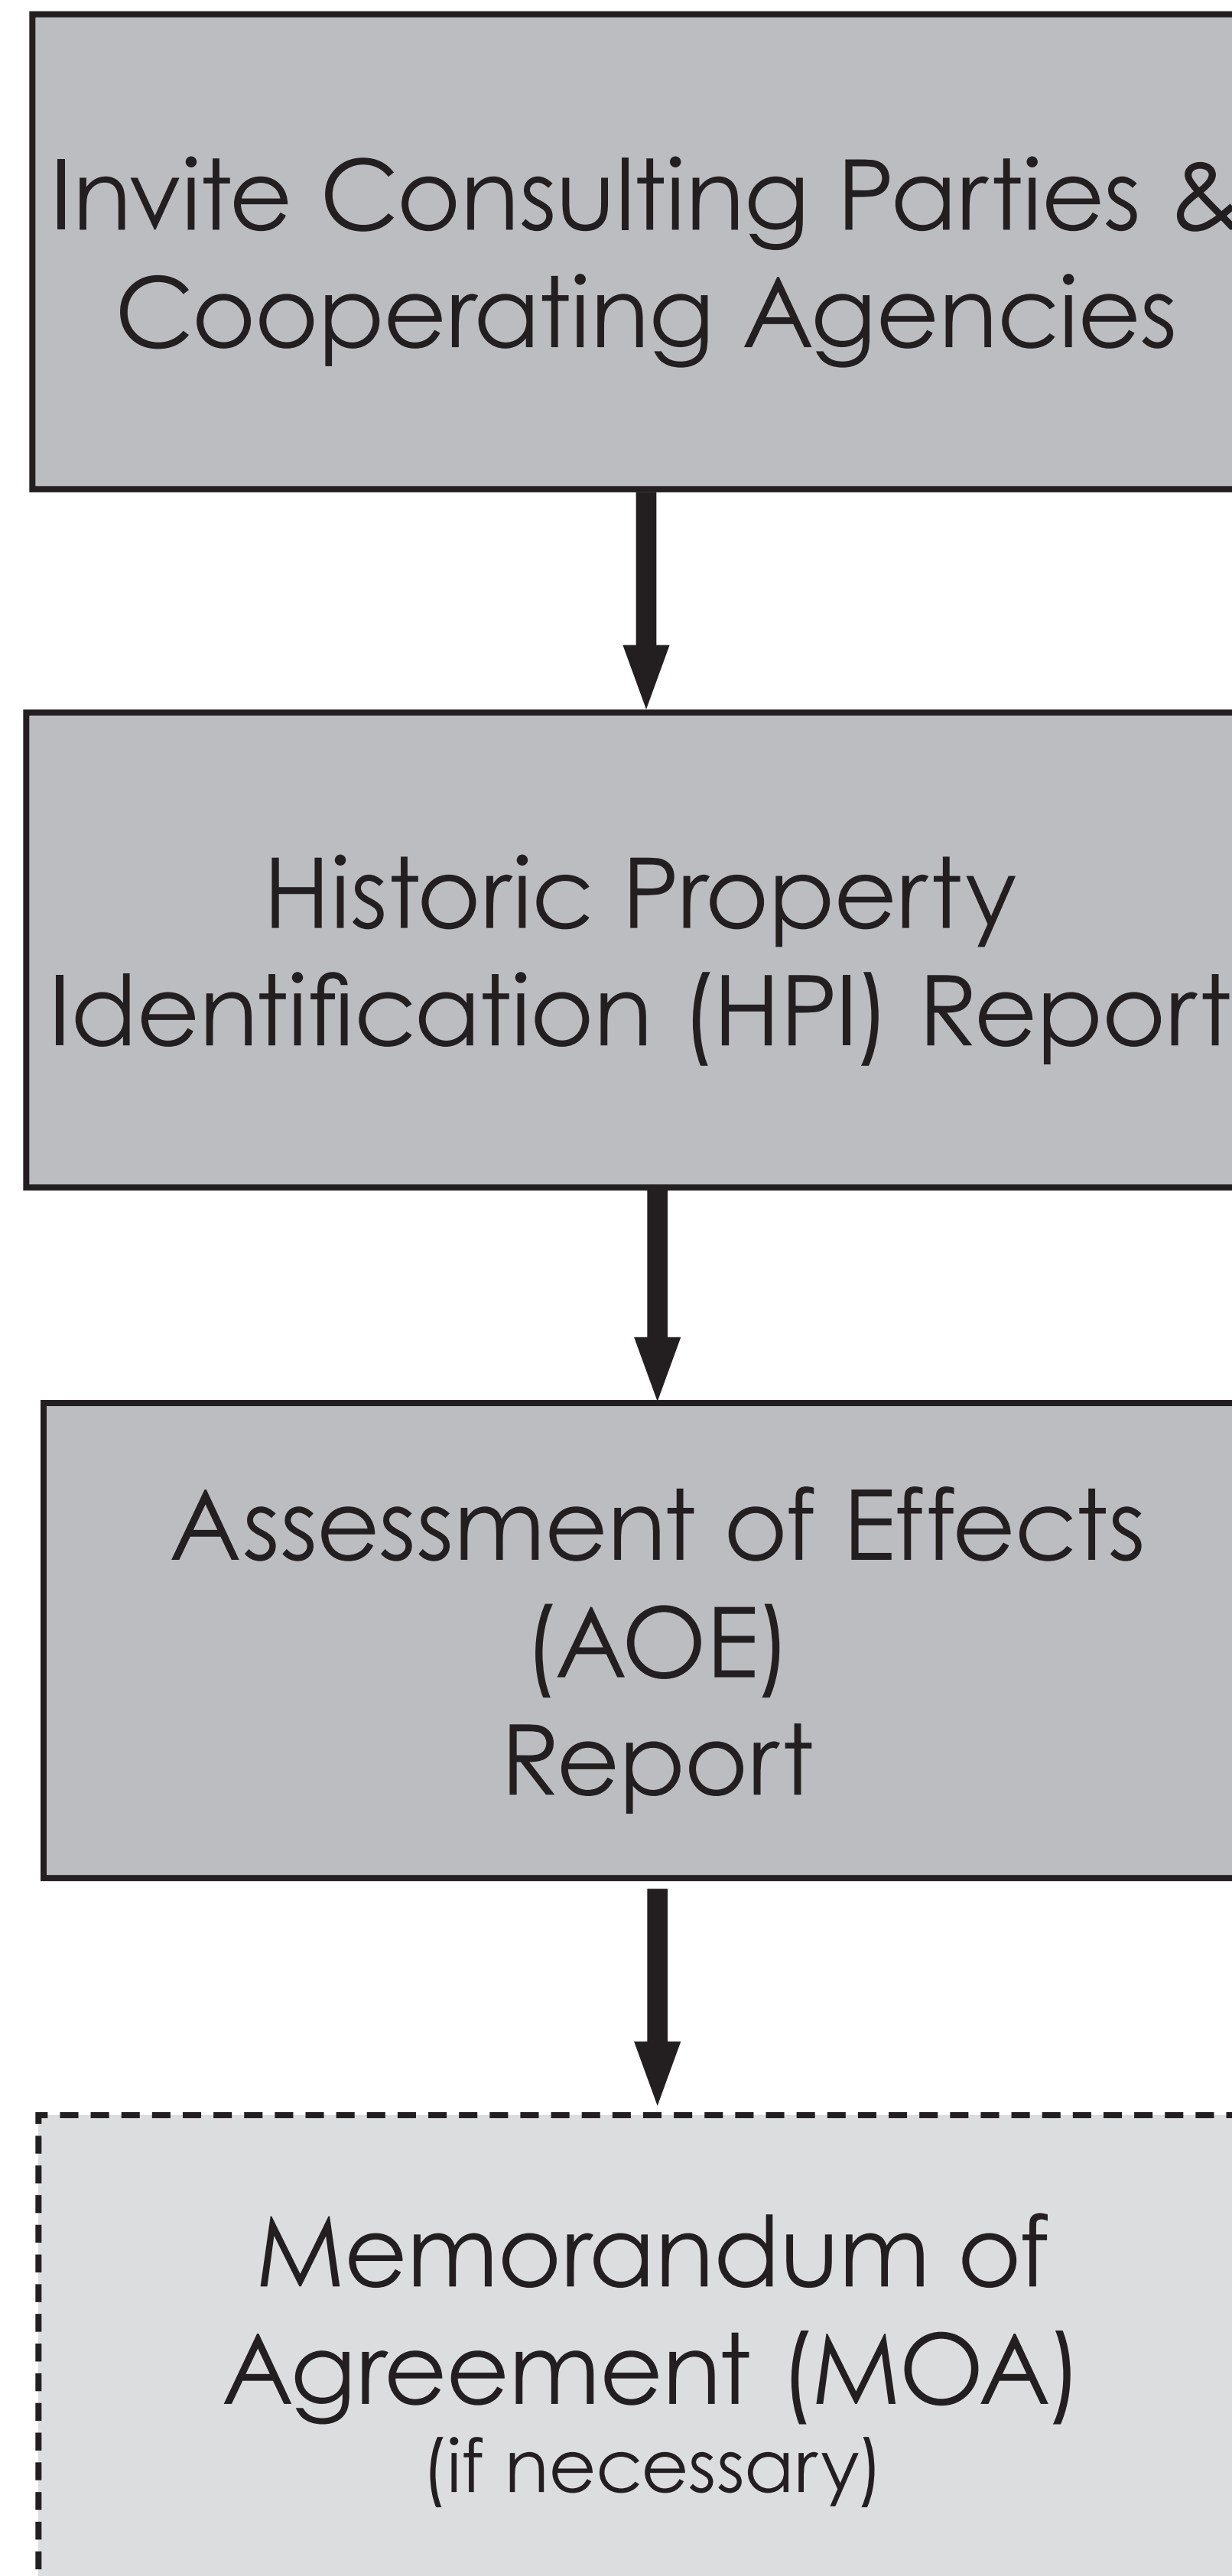 Invite Consulting Parties &
Cooperating Agencies
Historic Property
Identification (HPI) Report
Assessment of Effects
(AOE)
Report
Memorandum of
Agreement (MOA)
(if necessary)